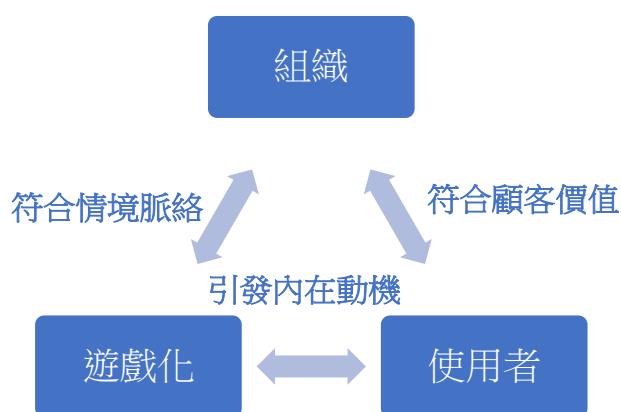 組織
符合情境脈絡
符合顧客價值
引發內在動機
遊戲化
使用者